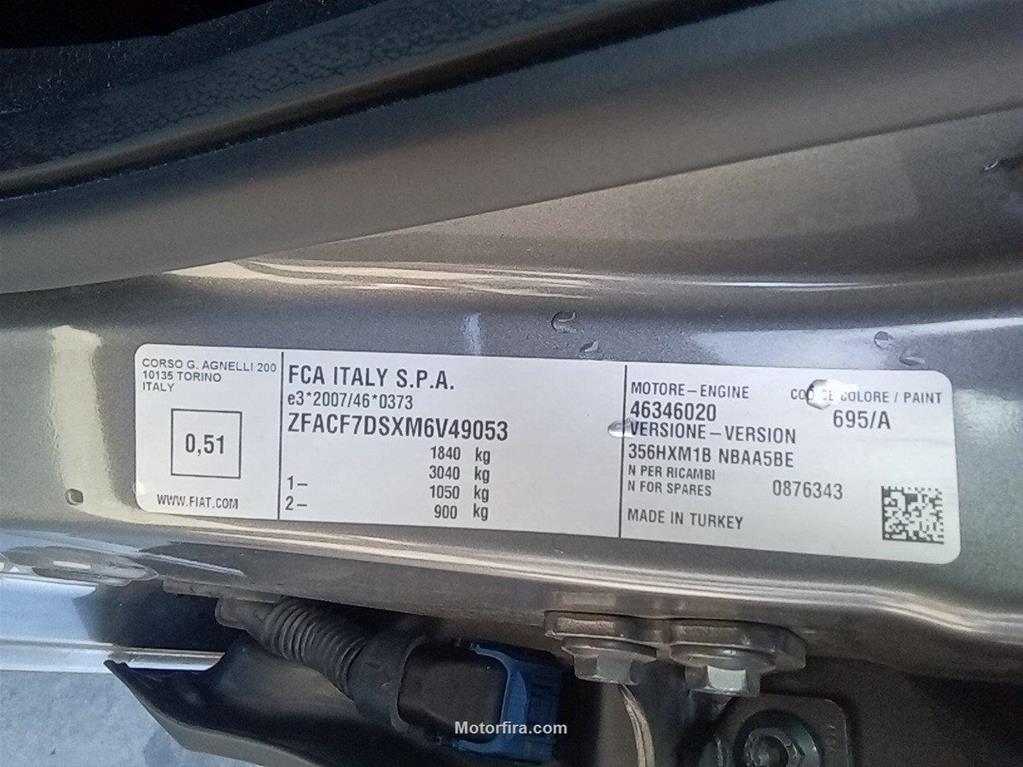 CORSO G. AGNELLI 200
10135 TORINO
ITALY
0,51
WWW.FIAT.COM
FCA ITALY S.P.A.
e3*2007/46*0373
ZFACF7DSXM6V49053
1840 kg
3040 kg
1– 1050 kg
2– 900 kg
MOTORE – ENGINE
46346020
VERSIONE – VERSION
356HXM1B NBAA5BE
N PER RICAMBI
N FOR SPARES 0876343
MADE IN TURKEY
COLORE / PAINT
695/A
Motorfira.com